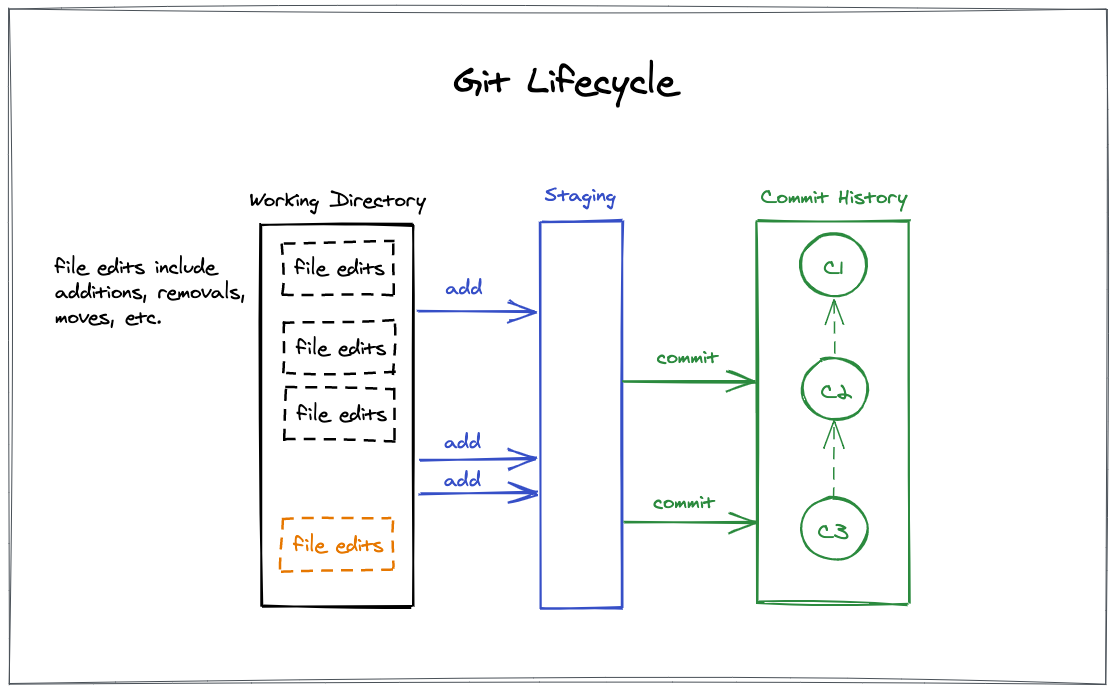 Git Lifecycle
Working Directory
Staging
Commit History
file edits include
additions, removals,
moves, etc.
file edits
file edits
file edits
file edits
add
add
add
commit
commit
C1
C2
C3